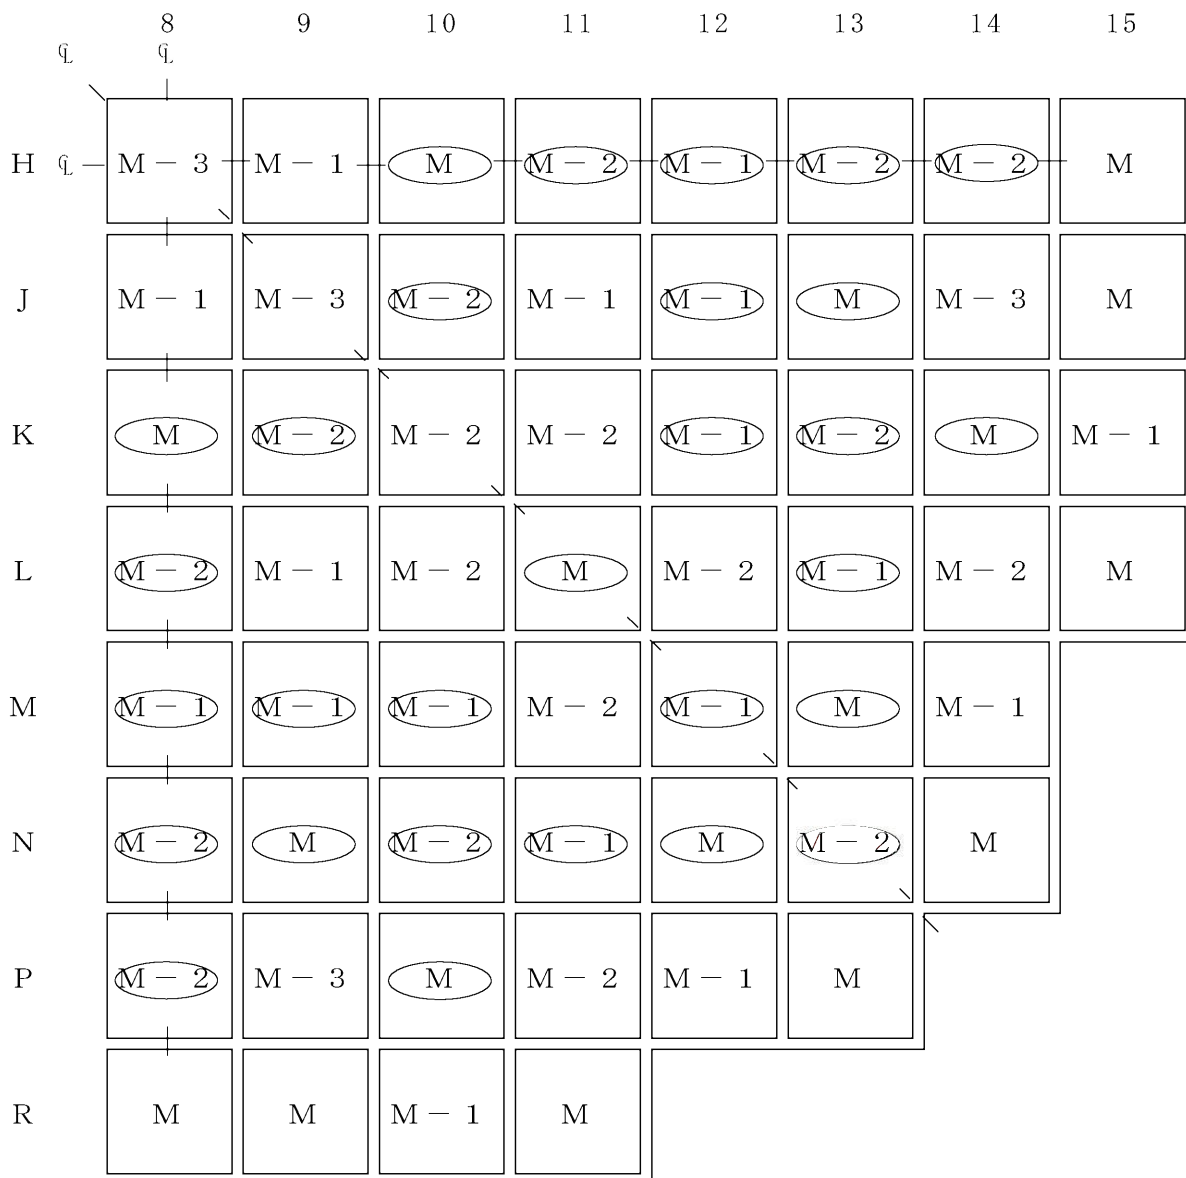 8 9 10 11 12 13 14 15
℄ ℄
H ℄ M - 3 M - 1 M M - 2 M - 1 M - 2 M - 2 M
J M - 1 M - 3 M - 2 M - 1 M - 1 M M - 3 M
K M M - 2 M - 2 M - 2 M - 1 M - 2 M M - 1
L M - 2 M - 1 M - 2 M M - 2 M - 1 M - 2 M
M M - 1 M - 1 M - 1 M - 2 M - 1 M M - 1
N M - 2 M M - 2 M - 1 M M - 2 M
P M - 2 M - 3 M M - 2 M - 1 M
R M M M - 1 M